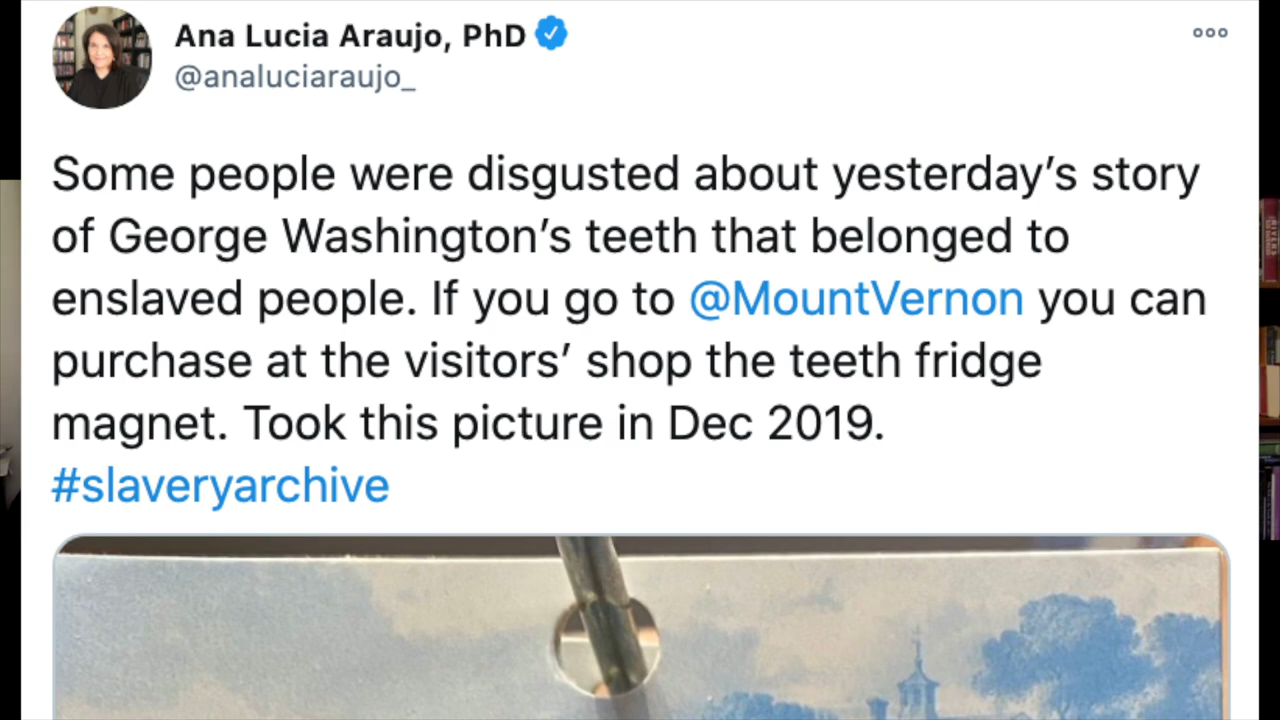 Ana Lucia Araujo, PhD
@analuciaraujo_
Some people were disgusted about yesterday’s story
of George Washington’s teeth that belonged to
enslaved people. If you go to @MountVernon you can
purchase at the visitors’ shop the teeth fridge
magnet. Took this picture in Dec 2019.
#slaveryarchive